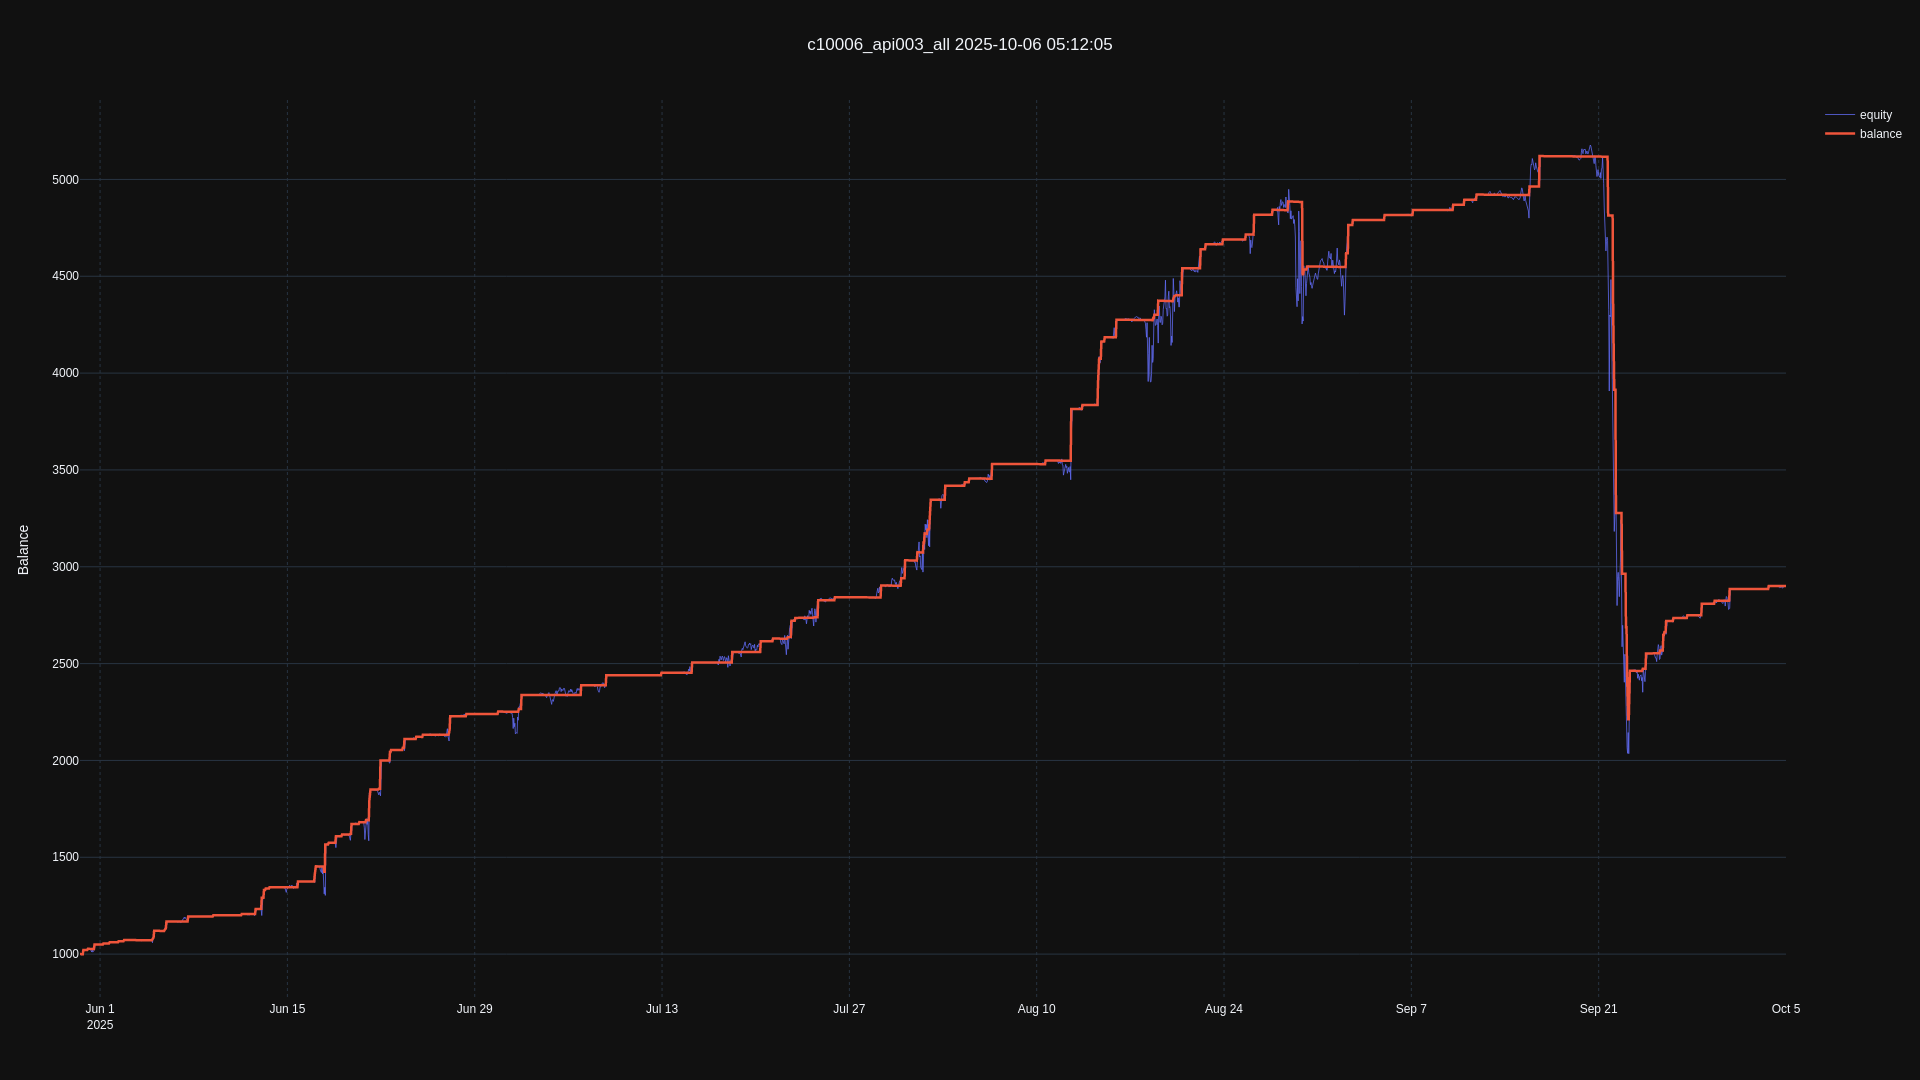 c10006_api003_all 2025-10-06 05:12:05
equity
balance
Balance
5000
4500
4000
3500
3000
2500
2000
1500
1000
Jun 1
2025
Jun 15
Jun 29
Jul 13
Jul 27
Aug 10
Aug 24
Sep 7
Sep 21
Oct 5